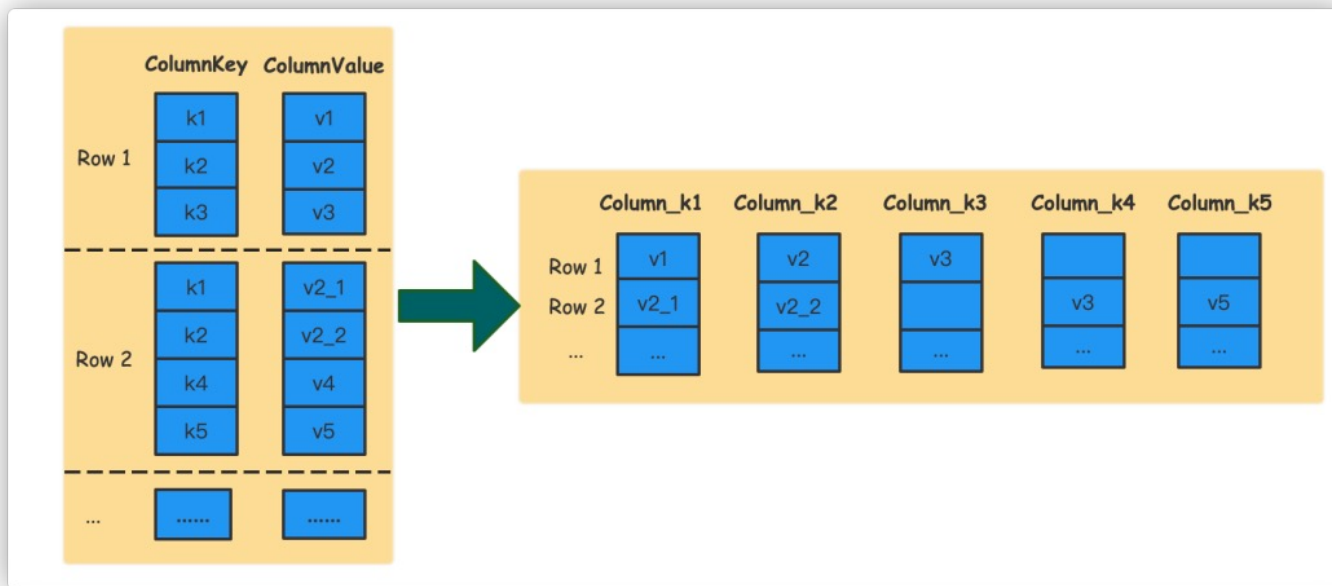 ColumnKey ColumnValue
k1 v1
Row 1 k2 v2
k3 v3
k1 v2_1
k2 v2_2
Row 2
k4 v4
k5 v5
... ...... ......
Column_k1 Column_k2 Column_k3 Column_k4 Column_k5
Row 1 v1 v2 v3
Row 2 v2_1 v2_2 v3 v5
... ... ... ... ... ...